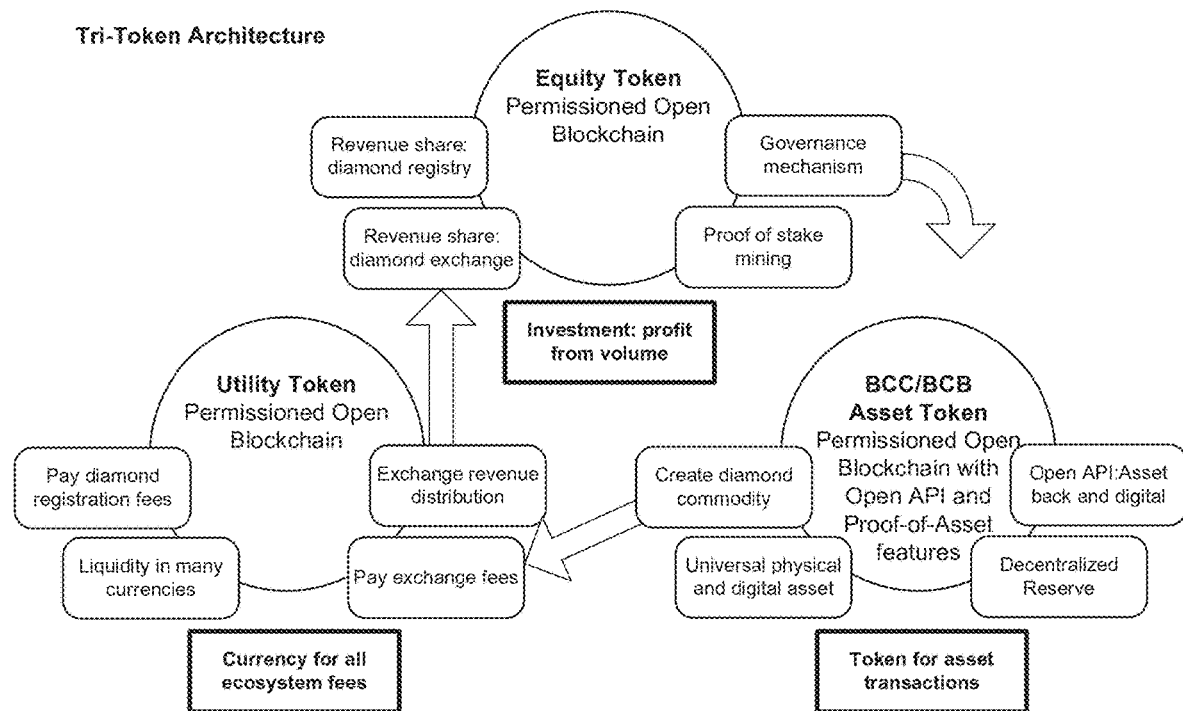 Tri-Token Architecture
Equity Token
Permissioned Open
Blockchain
Revenue share:
diamond registry
Governance
mechanism
Revenue share:
diamond exchange
Proof of stake
mining
Investment: profit
from volume
Utility Token
Permissioned Open
Blockchain
Pay diamond
registration fees
Exchange revenue
distribution
Liquidity in many
currencies
Pay exchange fees
Currency for all
ecosystem fees
BCC/BCB
Asset Token
Permissioned Open
Blockchain with
Open API and
Proof-of-Asset
features
Create diamond
commodity
Open API:Asset
back and digital
Universal physical
and digital asset
Decentralized
Reserve
Token for asset
transactions